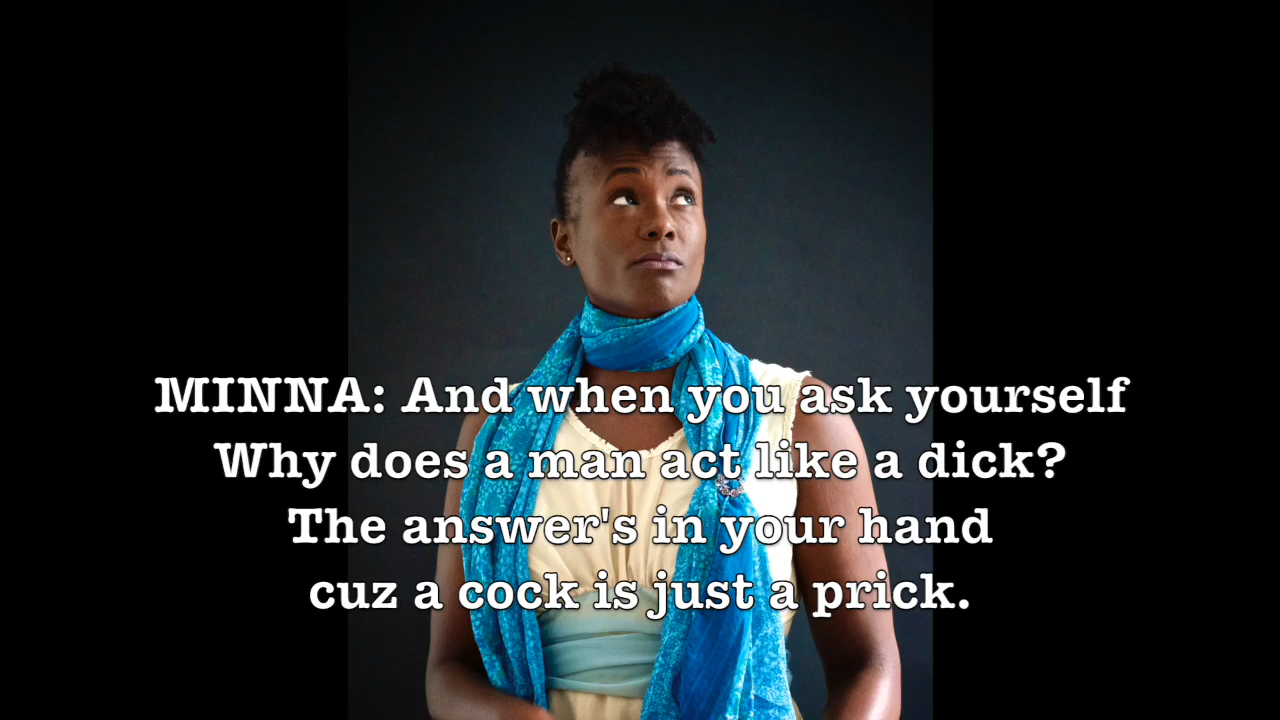 MINNA: And when you ask yourself
Why does a man act like a dick?
The answer's in your hand
cuz a cock is just a prick.